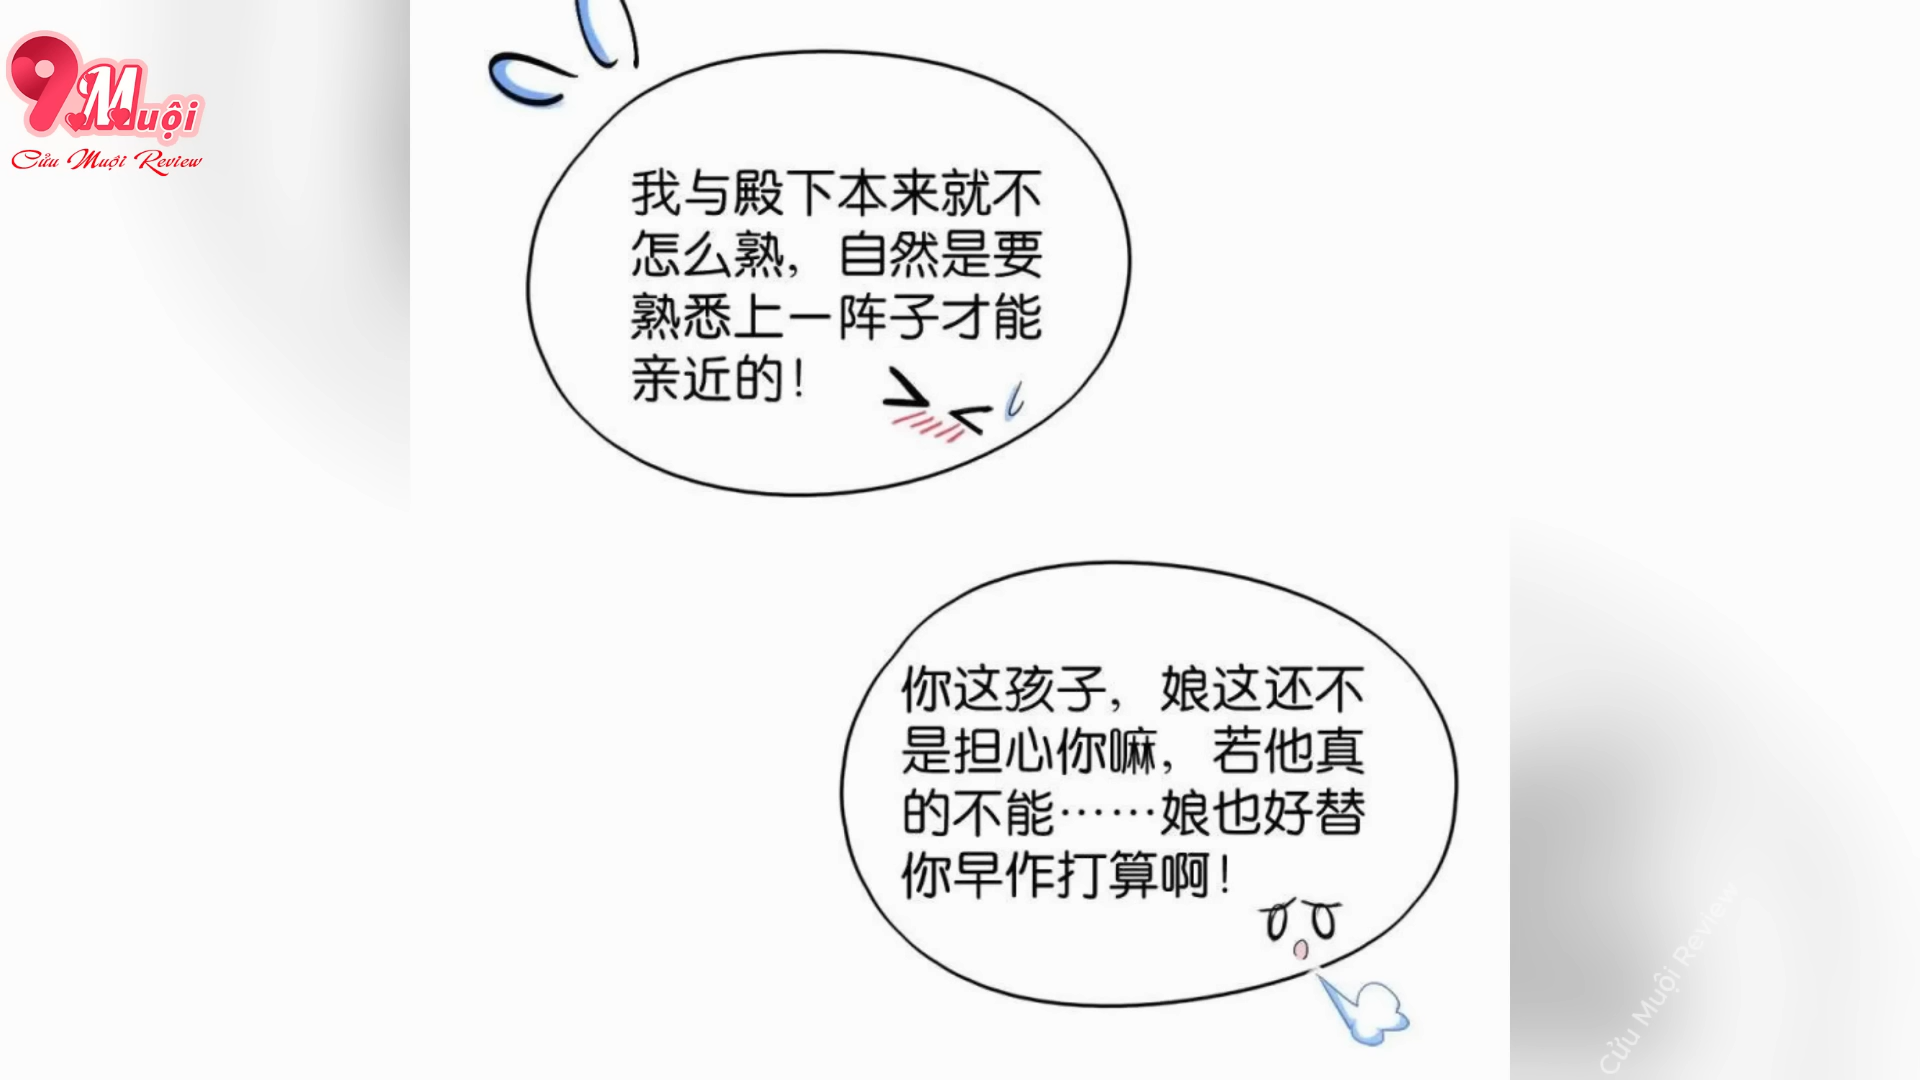 9Muội
Cửu Muội Review
我与殿下本来就不
怎么熟，自然是要
熟悉上一阵子才能
亲近的！
你这孩子，娘这还不
是担心你嘛，若他真
的不能……娘也好替
你早作打算啊！
Cửu Muội Review